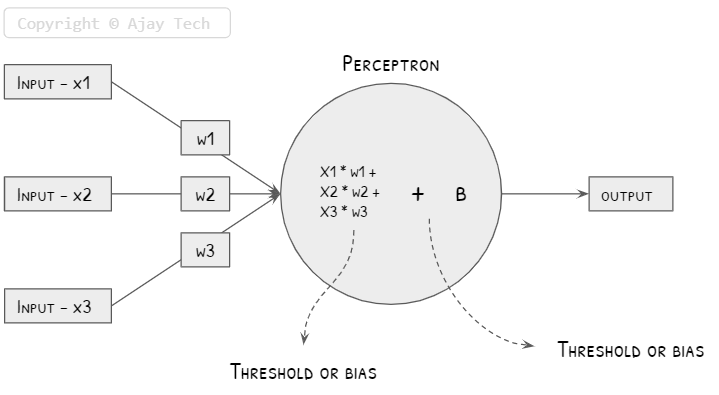 Copyright © Ajay Tech
Perceptron
Input - x1
w1
Input - x2
w2
Input - x3
w3
X1 * w1 +
X2 * w2 +
X3 * w3
+ B
output
Threshold or bias
Threshold or bias